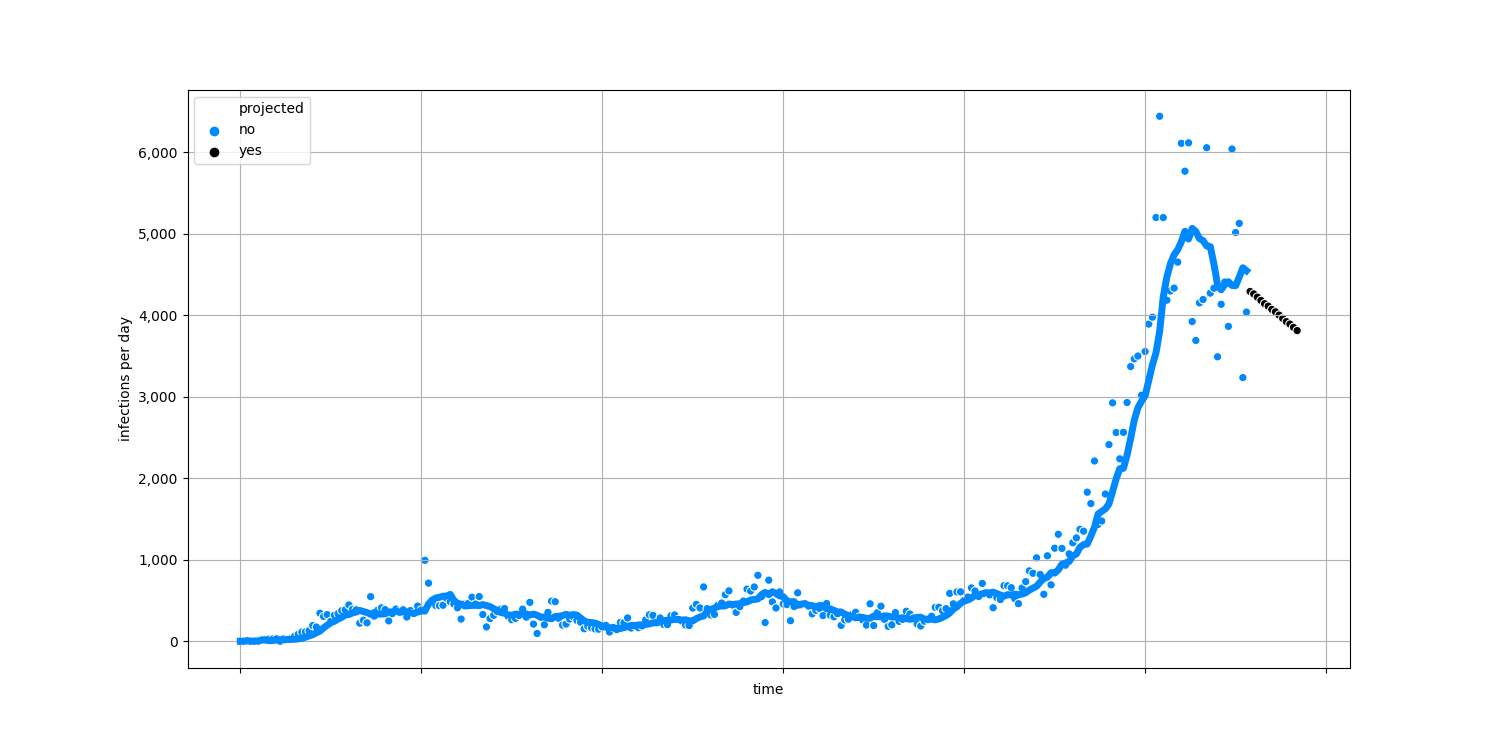 projected
no
yes
6,000
5,000
4,000
3,000
2,000
1,000
0
infections per day
time